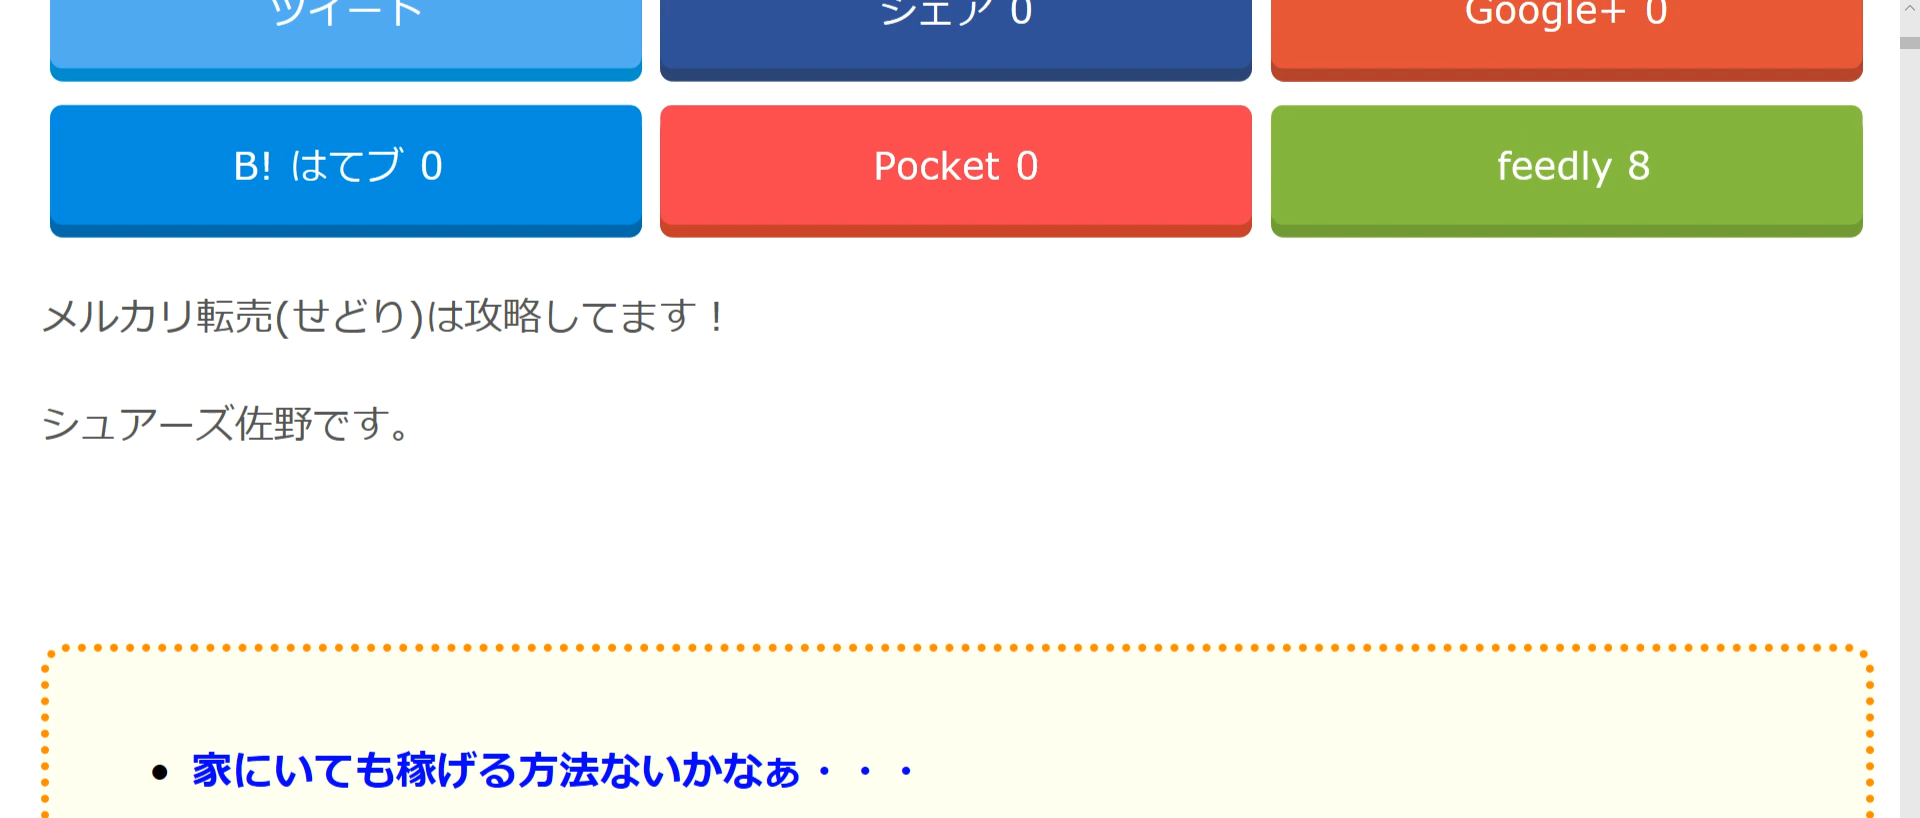 ツイート
シェア 0
Google+ 0
B! はてブ 0
Pocket 0
feedly 8
メルカリ転売(せどり)は攻略してます！
シュアーズ佐野です。
• 家にいても稼げる方法ないかなぁ・・・